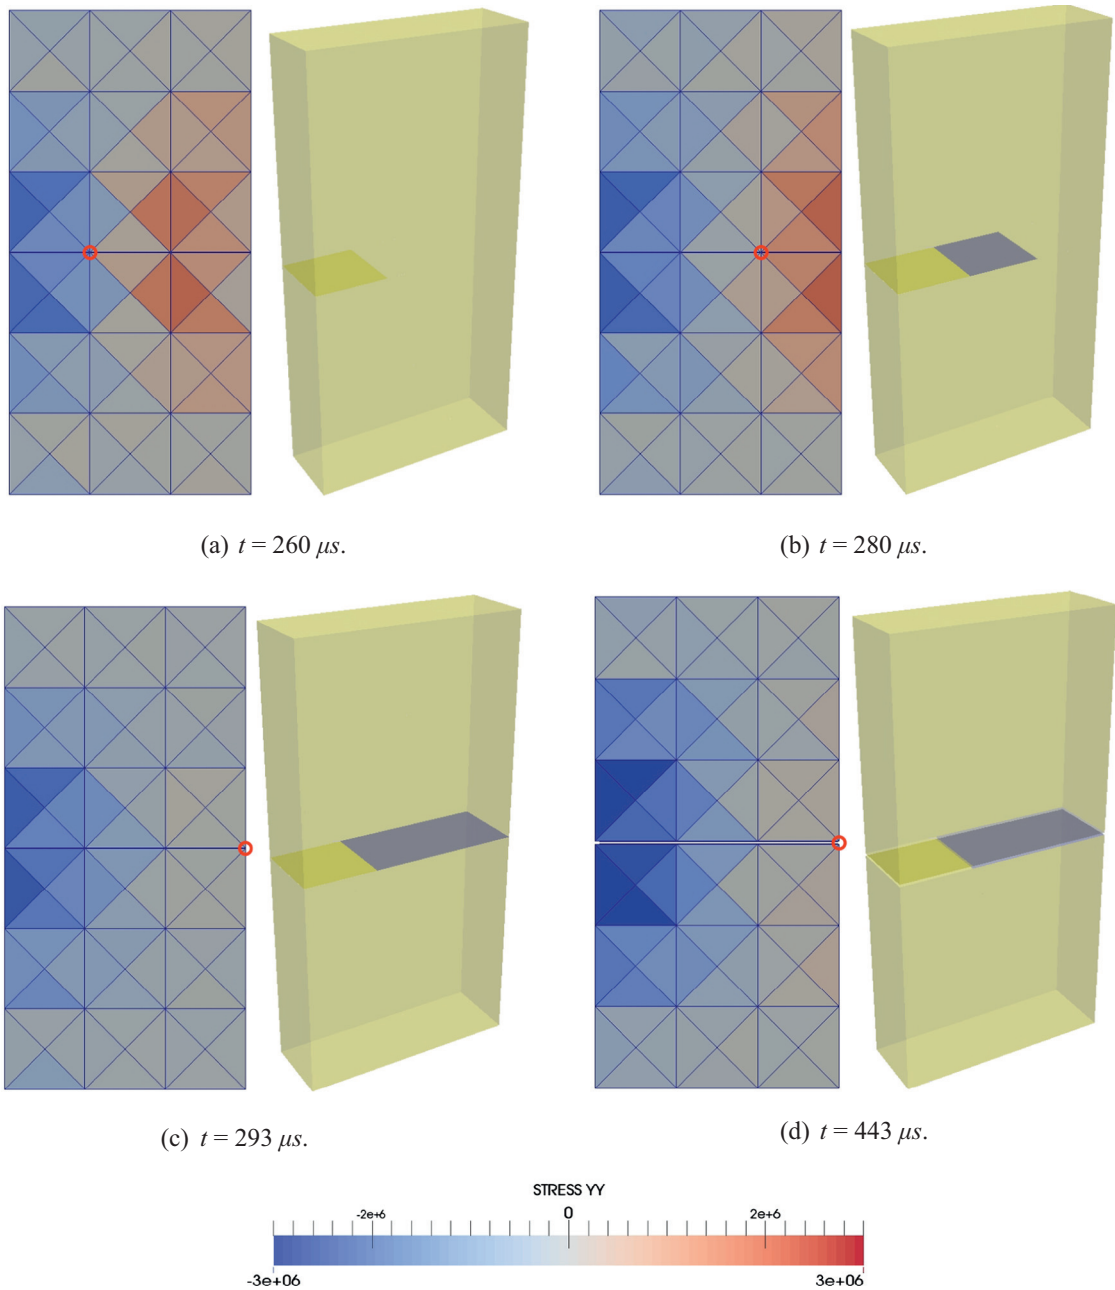 (a) t = 260 μs.
(b) t = 280 μs.
(c) t = 293 μs.
(d) t = 443 μs.
STRESS YY
-2e+6 0 2e+6
-3e+06 3e+06